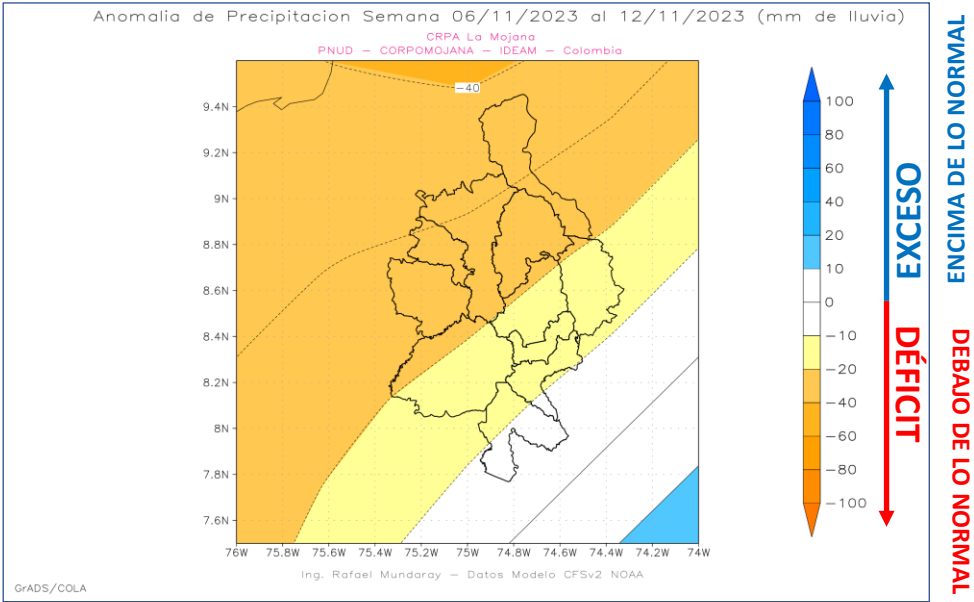 Anomalia de Precipitacion Semana 06/11/2023 al 12/11/2023 (mm de lluvia)
CRPA La Mojana
PNUD – CORPOMOJANA – IDEAM – Colombia
−40
9.4N
9.2N
9N
8.8N
8.6N
8.4N
8.2N
8N
7.8N
7.6N
76W 75.8W 75.6W 75.4W 75.2W 75W 74.8W 74.6W 74.4W 74.2W 74W
100
80
60
40
20
10
0
−10
−20
−40
−60
−80
−100
EXCESO
DÉFICIT
ENCIMA DE LO NORMAL
DEBAJO DE LO NORMAL
Ing. Rafael Mundaray – Datos Modelo CFSv2 NOAA
GrADS/COLA